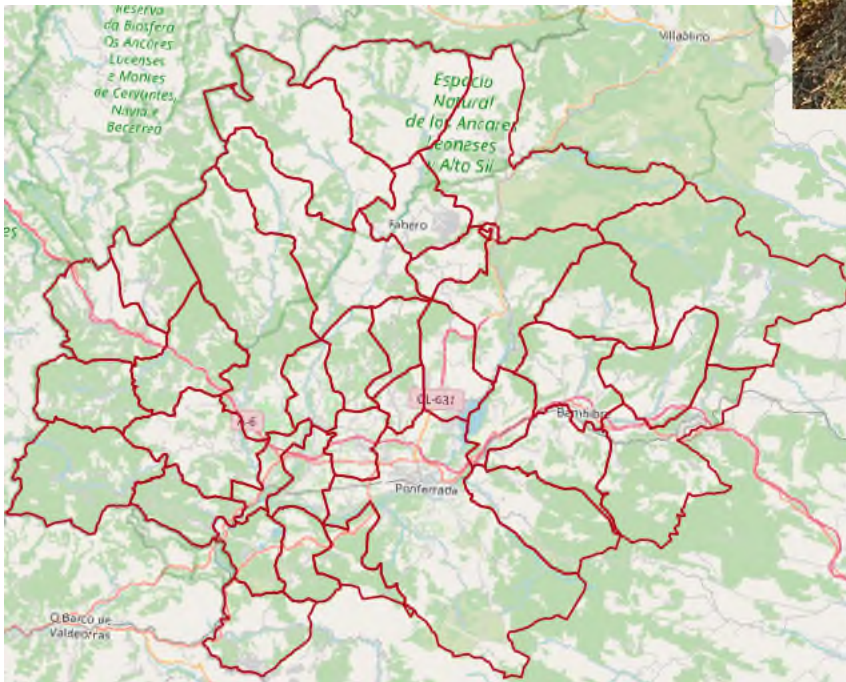 Reserva
da Biosfera
Os Ancares
Lucenses
e Montes
de Cervantes,
Navia e
Becerreá
Villablino
Espacio
Natural
de los Ancares
Leoneses
y Alto Sil
Fabero
es
CL-631
A-6
Bembibre
Ponferrada
O Barco de
Valdeorras